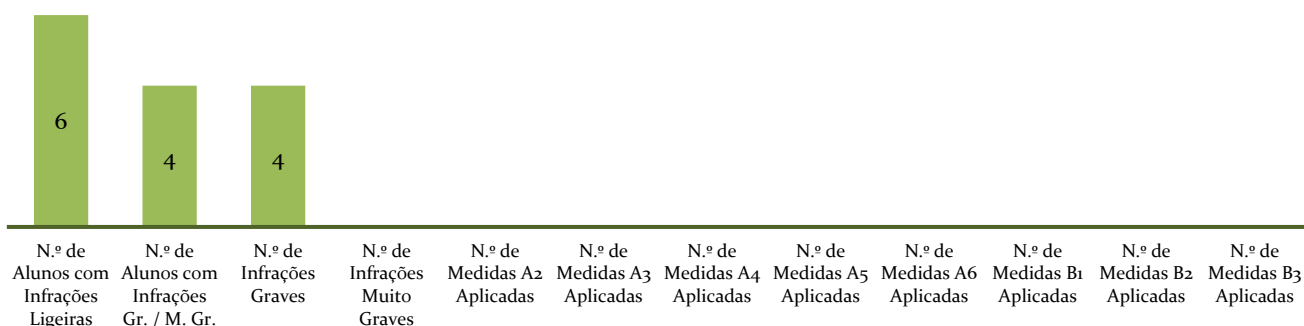 6
4
4
N.º de Alunos com Infrações Ligeiras
N.º de Alunos com Infrações Gr. / M. Gr.
N.º de Infrações Graves
N.º de Infrações Muito Graves
N.º de Medidas A2 Aplicadas
N.º de Medidas A3 Aplicadas
N.º de Medidas A4 Aplicadas
N.º de Medidas A5 Aplicadas
N.º de Medidas A6 Aplicadas
N.º de Medidas B1 Aplicadas
N.º de Medidas B2 Aplicadas
N.º de Medidas B3 Aplicadas